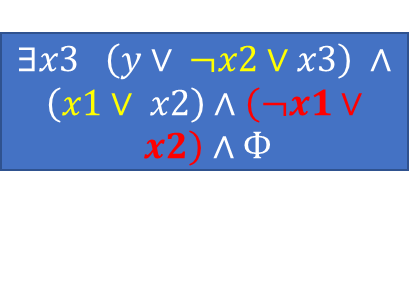 ∃x3 (y ∨ ¬x2 ∨ x3) ∧
(x1 ∨ x2) ∧ (¬x1 ∨
x2) ∧ Φ